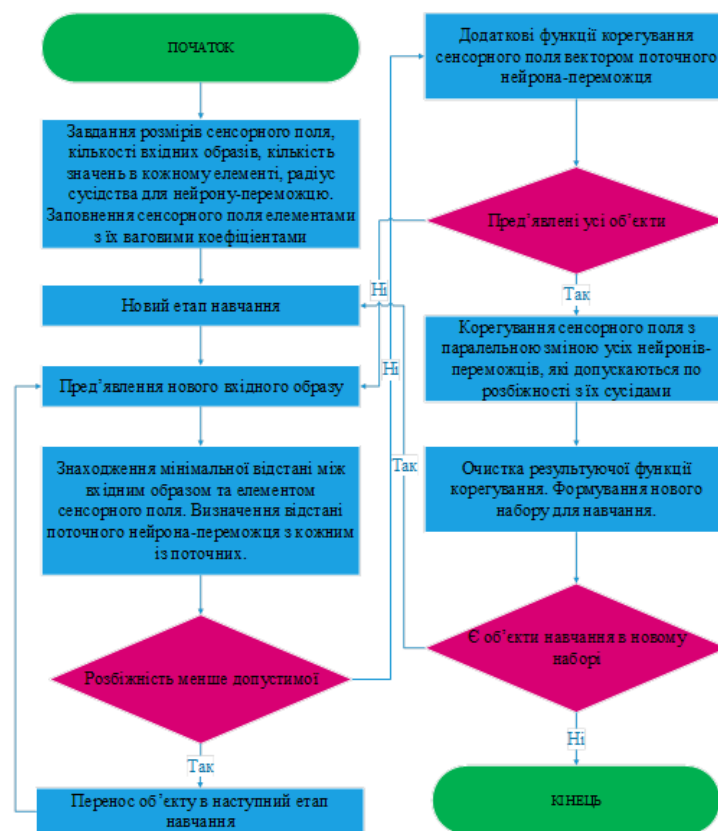 ПОЧАТОК
Завдання розмірів сенсорного поля,
кількості вхідних образів, кількість
значень в кожному елементі, радіус
сусідства для нейрону-переможцю.
Заповнення сенсорного поля елементами
з їх ваговими коефіцієнтами
Новий етап навчання
Пред’явлення нового вхідного образу
Знаходження мінімальної відстані між
вхідним образом та елементом
сенсорного поля. Визначення відстані
поточного нейрона-переможця з кожним
із поточних.
Розбіжність менше допустимої
Так
Перенос об’єкту в наступний етап
навчання
Ні
Додаткові функції корегування
сенсорного поля вектором поточного
нейрона-переможця
Пред’явлені усі об’єкти
Ні
Так
Корегування сенсорного поля з
паралельною зміною усіх нейронів-
переможців, які допускаються по
розбіжності з їх сусідами
Очистка результуючої функції
корегування. Формування нового
набору для навчання.
Є об’єкти навчання в новому
наборі
Так
Ні
КІНЕЦЬ